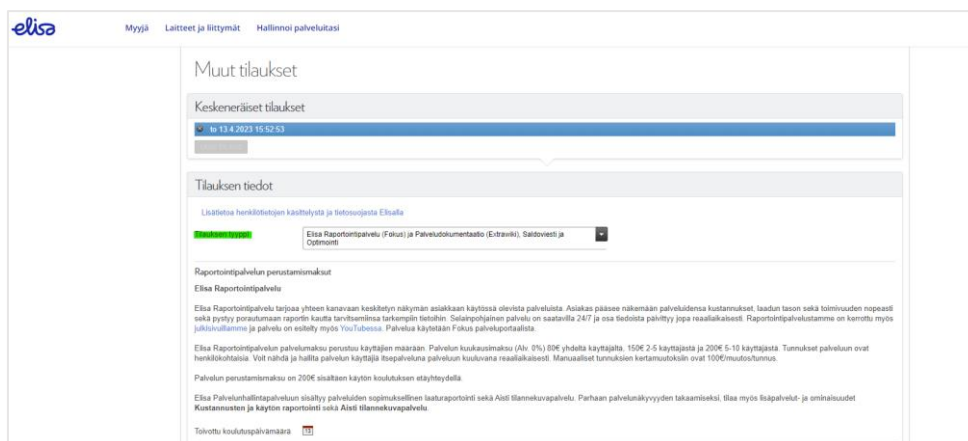 elisa
Myyjä Laitteet ja liittymät Hallinnoi palveluitasi
Muut tilaukset
Keskeneräiset tilaukset
to 13.4.2023 15:52:53
Tilauksen tiedot
Lisätietoa henkilötietojen käsittelystä ja tietosuojasta Elisalla
Tilauksen tyyppi
Elisa Raportointipalvelu (Fokus) ja Palveludokumentaatio (Extrawiki), Saldoviesti ja
Optimointi
Raportointipalvelun perustamismaksut
Elisa Raportointipalvelu
Elisa Raportointipalvelu tarjoaa yhteen kanavaan keskitetyn näkymän asiakkaan käytössä olevista palveluista. Asiakas pääsee näkemään palveluidensa kustannukset, laadun tason sekä toimivuuden nopeasti
sekä pystyy porautumaan raportin kautta tarvitsemiinsa tarkempiin tietoihin. Selainpohjainen palvelu on saatavilla 24/7 ja osa tiedoista päivittyy jopa reaaliaikaisesti. Raportointipalvelustamme on kerrottu myös
julkisivuillamme ja palvelu on esitelty myös YouTubessa. Palvelua käytetään Fokus palveluportaalista.
Elisa Raportointipalvelun palvelumaksu perustuu käyttäjien määrään. Palvelun kuukausimaksu (Alv. 0%) 80€ yhdeltä käyttäjältä, 150€ 2-5 käyttäjästä ja 200€ 5-10 käyttäjästä. Tunnukset palveluun ovat
henkilökohtaisia. Voit nähdä ja hallita palvelun käyttäjiä itsepalveluna palveluun kuuluvana reaaliaikaisesti. Manuaaliset tunnuksien kertamuutoksiin ovat 100€/muutos/tunnus.
Palvelun perustamismaksu on 200€ sisältäen käytön koulutuksen etäyhteydellä.
Elisa Palvelunhallintapalveluun sisältyy palveluiden sopimuksellinen laaturaportointi sekä Aisti tilannekuvapalvelu. Parhaan palvelunäkyvyyden takaamiseksi, tilaa myös lisäpalvelut- ja ominaisuudet
Kustannusten ja käytön raportointi sekä Aisti tilannekuvapalvelu.
Toivottu koulutuspäivämäärä